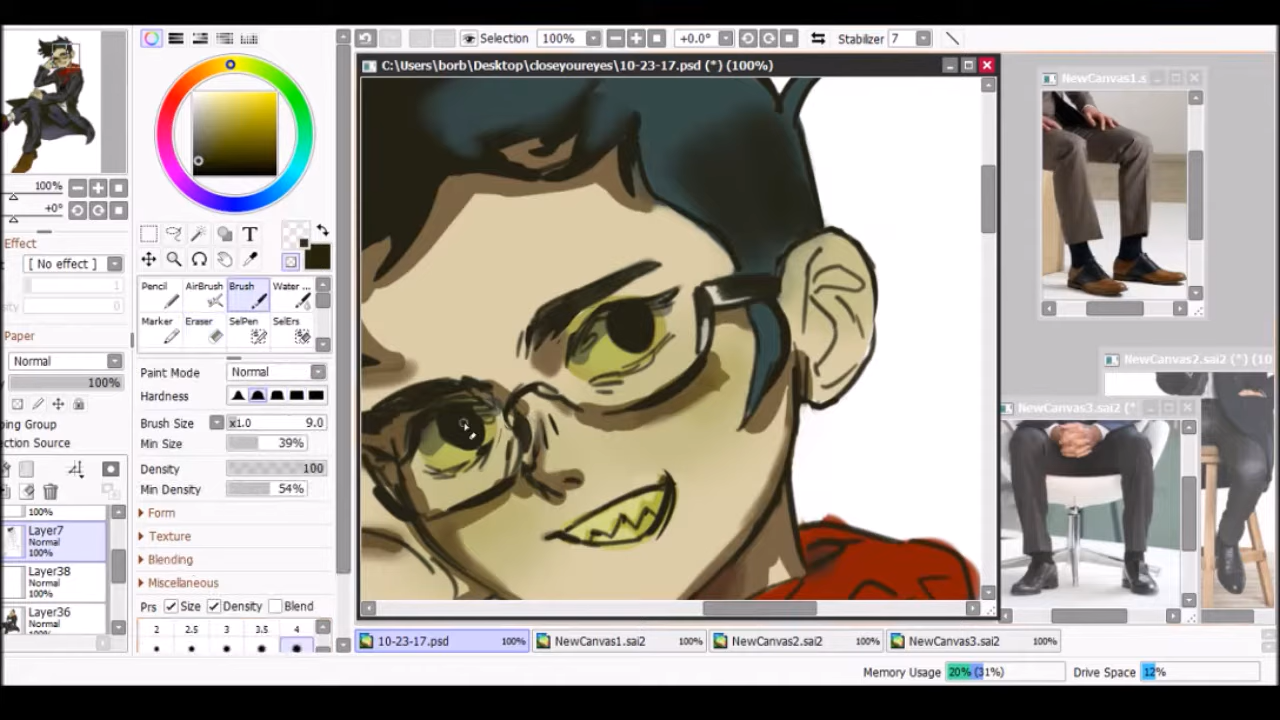 Selection 100% +0.0° Stabilizer 7
C:\Users\borb\Desktop\closeyoureyes\10-23-17.psd (*) (100%)
NewCanvas1.s
100%
+0°
Effect
[ No effect ]
1
Paper
Normal
100%
ping Group
ection Source
100%
Layer7
Normal
100%
Layer38
Normal
100%
Layer36
Normal
T
Pencil AirBrush Brush Water ...
Marker Eraser SelPen SelErs
Paint Mode Normal
Hardness
Brush Size x1.0 9.0
Min Size 39%
Density 100
Min Density 54%
Form
Texture
Blending
Miscellaneous
Prs Size Density Blend
2 2.5 3 3.5 4
NewCanvas2.sai2 (*) (10
NewCanvas3.sai2 (*
10-23-17.psd 100% NewCanvas1.sai2 100% NewCanvas2.sai2 100% NewCanvas3.sai2 100%
Memory Usage 20% (31%) Drive Space 12%